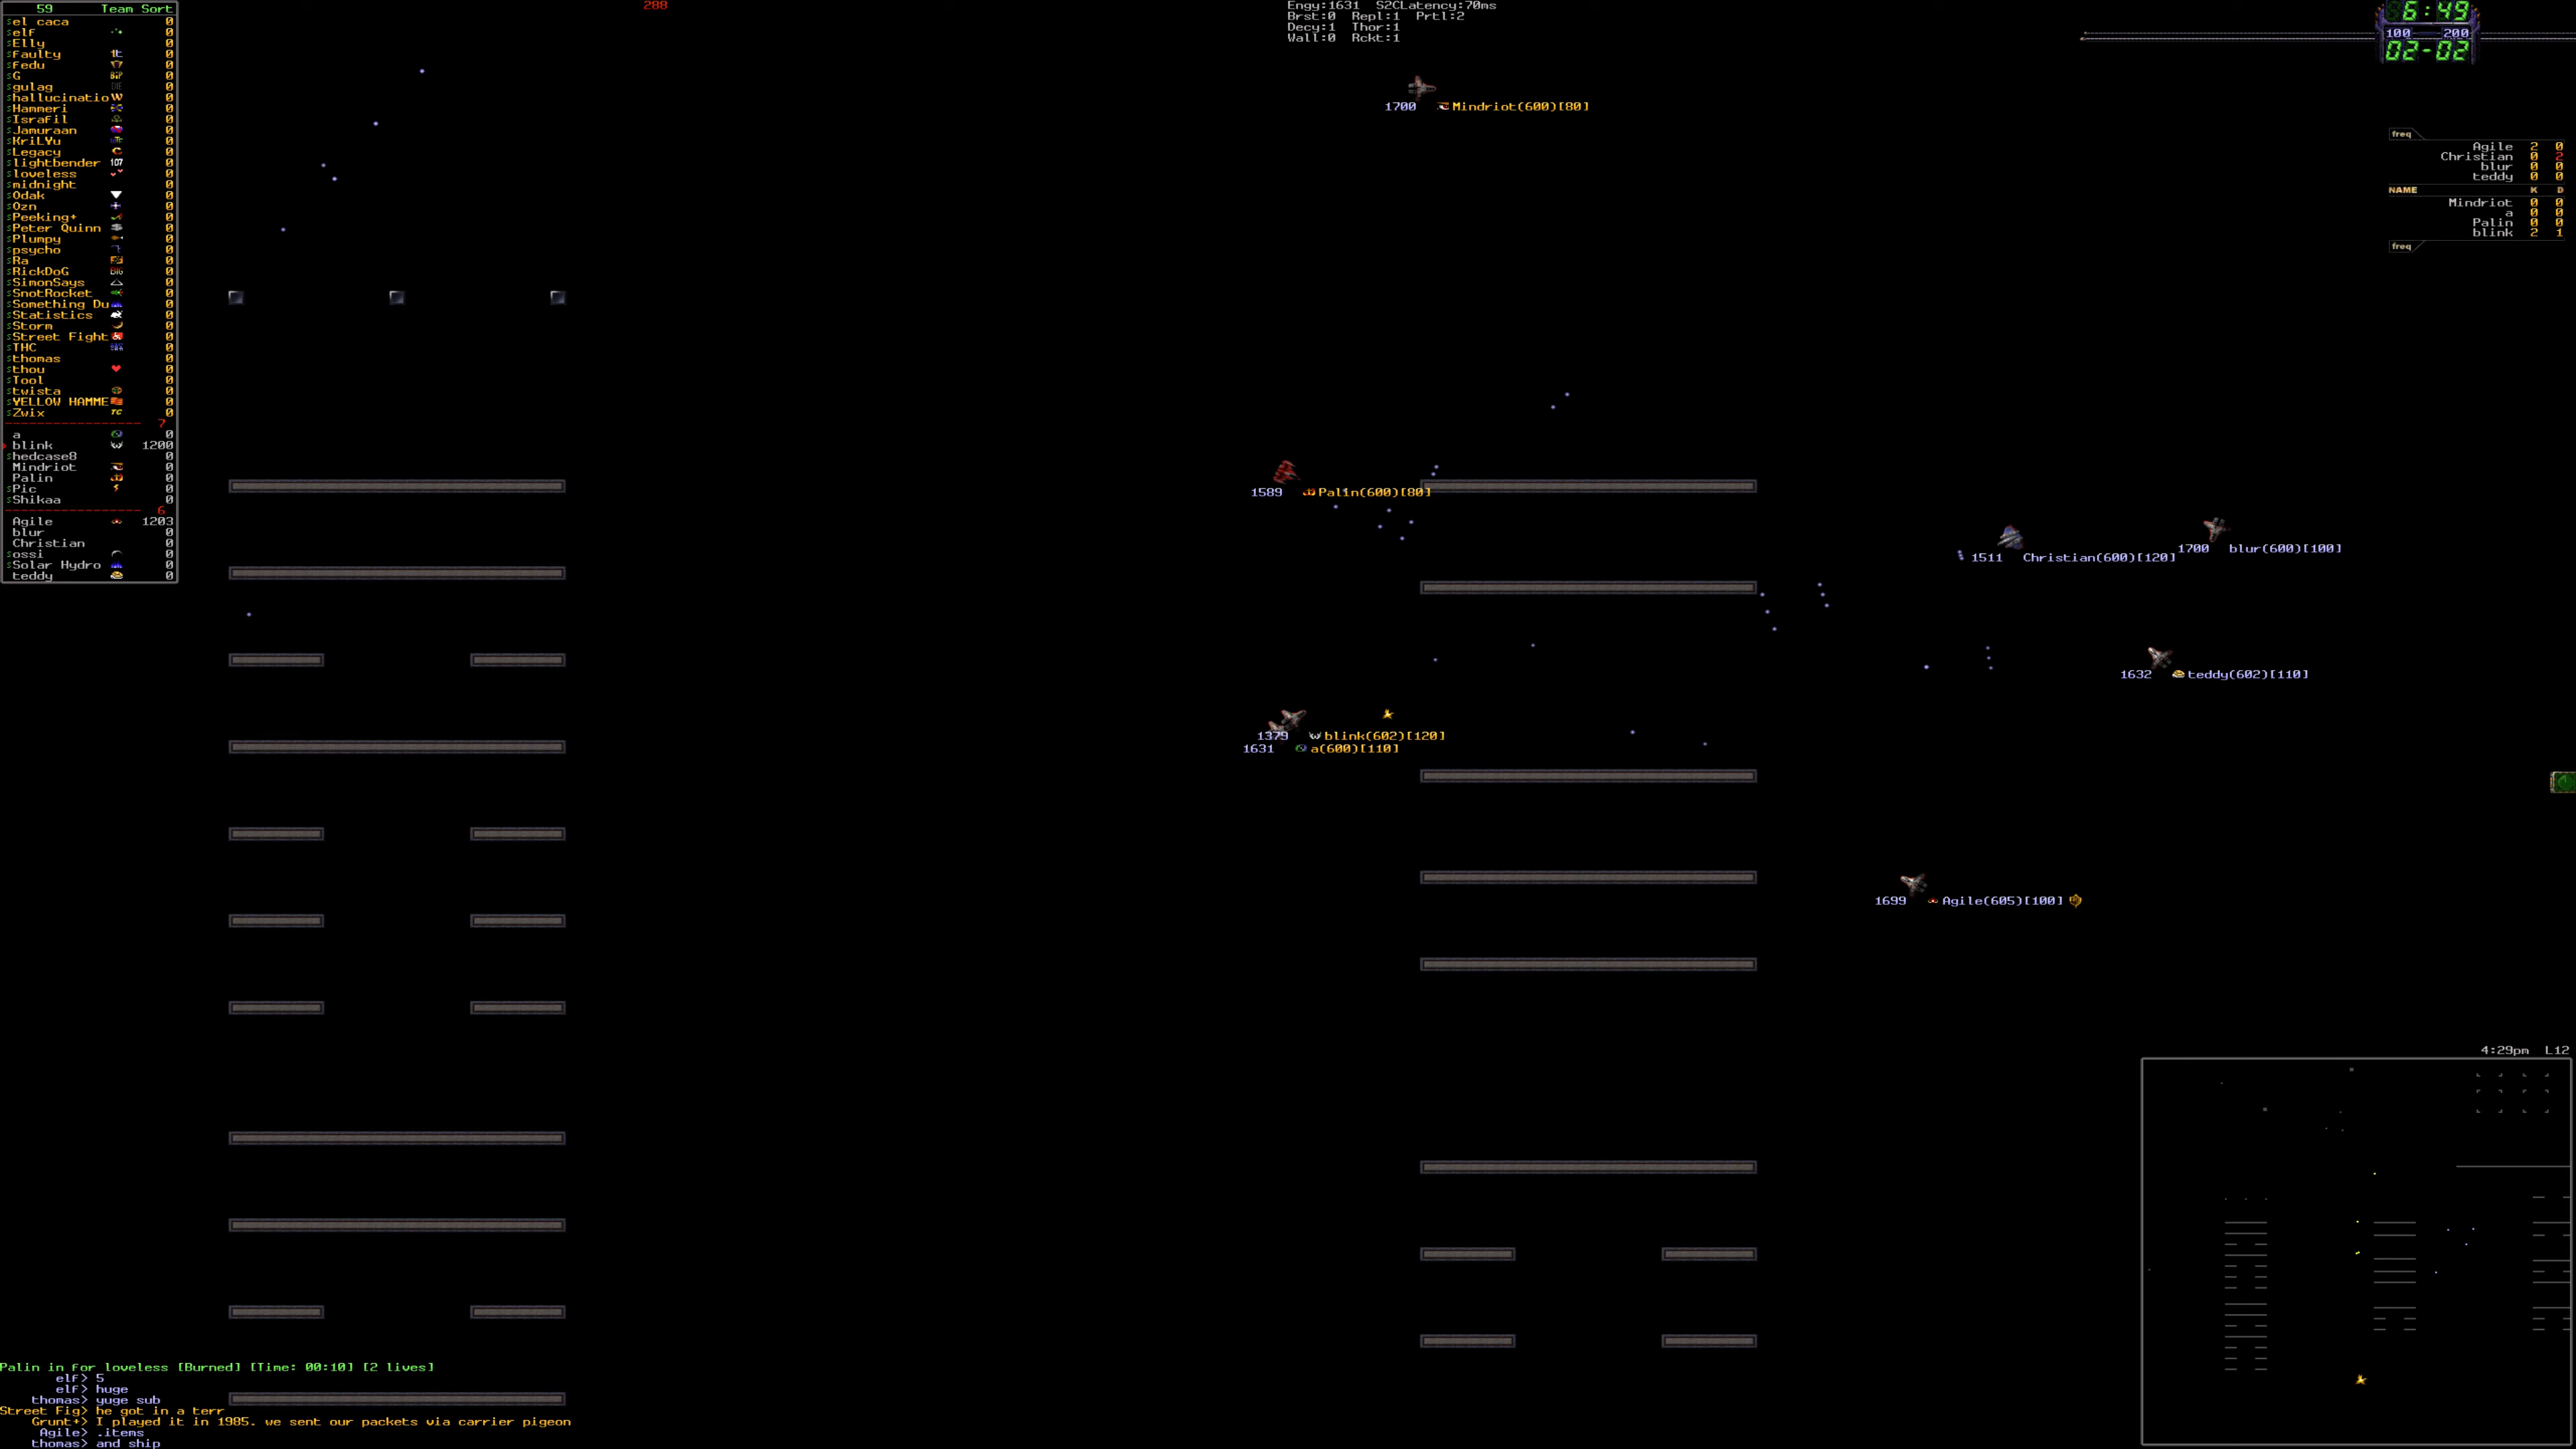 59 Team Sort
$el caca 0
$elf 0
$Elly 0
$faulty 0
$Fedu 0
$G 0
$gulag 0
$hallucinatio 0
$Hammeri 0
$Israfil 0
$Jamuraan 0
$KriLYu 0
$Legacy 0
$lightbender 107 0
$loveless 0
$midnight 0
$Odak 0
$Ozn 0
$Peeking+ 0
$Peter Quinn 0
$Plumpy 0
$psycho 0
$Ra 0
$RickDoG BIG 0
$SimonSays 0
$SnotRocket 0
$Something Du 0
$Statistics 0
$Storm 0
$Street Fight 0
$THC 0
$thomas 0
$thou 0
$Tool 0
$twista 0
$YELLOW HAMME 0
$Zwix TC 0
----------------- 7
a 0
blink 1200
$hedcase8 0
Mindriot 0
Palin 0
$Pic 0
$Shikaa 0
----------------- 6
Agile 1203
blur 0
Christian 0
$ossi 0
$Solar Hydro 0
teddy 0
288
Engy:1631 S2CLatency:70ms
Brst:0 Repl:1 Prtl:2
Decy:1 Thor:1
Wall:0 Rckt:1
6:49
100 200
02-02
freq
Agile 2 0
Christian 0 2
blur 0 0
teddy 0 0
NAME K D
Mindriot 0 0
a 0 0
Palin 0 0
blink 2 1
freq
1700 Mindriot(600)[80]
1589 Palin(600)[80]
1511 Christian(600)[120]
1700 blur(600)[100]
1632 teddy(602)[110]
1379 blink(602)[120]
1631 a(600)[110]
1699 Agile(605)[100]
4:29pm L12
Palin in for loveless [Burned] [Time: 00:10] [2 lives]
elf> 5
elf> huge
thomas> yuge sub
Street Fig> he got in a terr
Grunt+> I played it in 1985. we sent our packets via carrier pigeon
Agile> .items
thomas> and ship